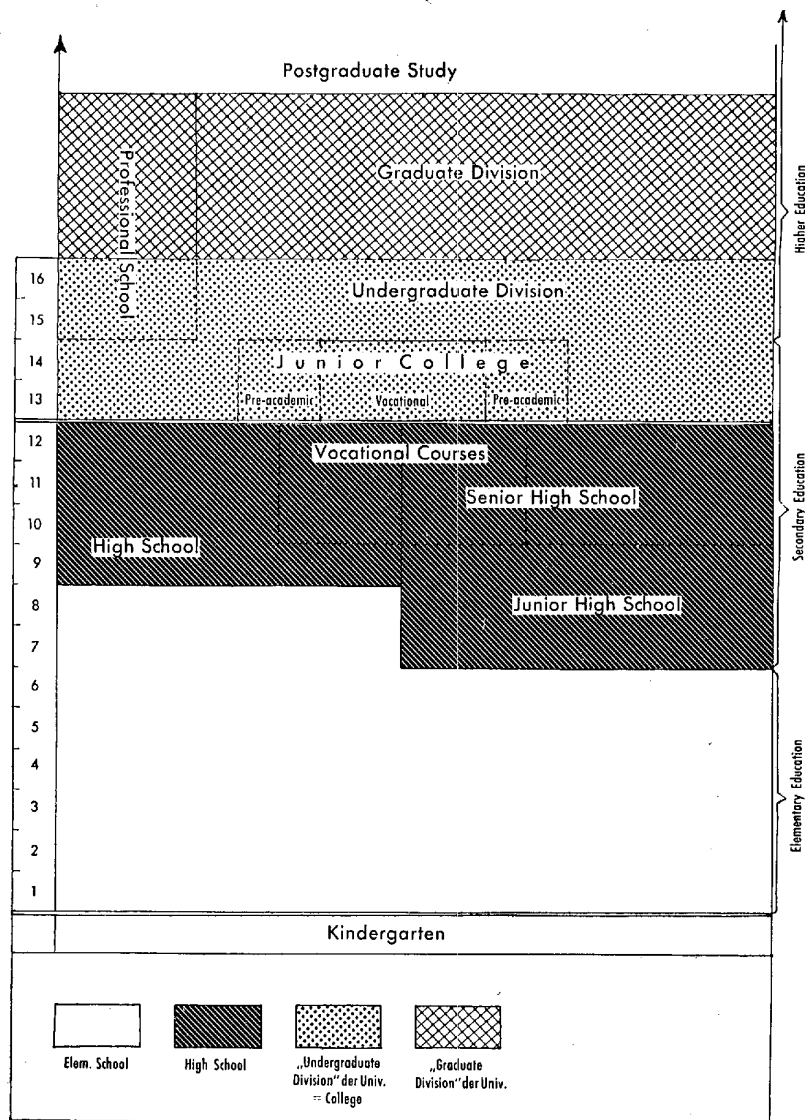 Postgraduate Study
Professional School
Graduate Division
Higher Education
16
Undergraduate Division
15
14
Junior College
13
Pre-academic
Vocational
Pre-academic
12
Vocational Courses
11
Senior High School
10
Secondary Education
High School
9
8
Junior High School
7
6
5
4
Elementary Education
3
2
1
Kindergarten
Elem. School
High School
„Undergraduate
Division" der Univ.
= College
„Graduate
Division" der Univ.